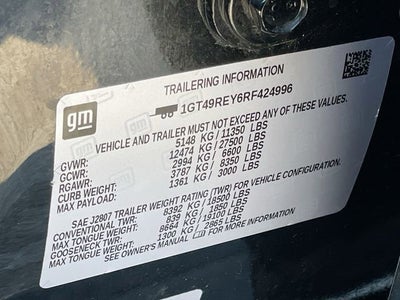 gm
TRAILERING INFORMATION
1GT49REY6RF424996
VEHICLE AND TRAILER MUST NOT EXCEED ANY OF THESE VALUES.
GVWR: 5148 KG / 11350 LBS
GCWR: 12474 KG / 27500 LBS
RGAWR: 2994 KG / 6600 LBS
CURB WEIGHT: 3787 KG / 8350 LBS
MAX PAYLOAD: 1361 KG / 3000 LBS
SAE J2807 TRAILER WEIGHT RATING (TWR) FOR VEHICLE CONFIGURATION.
CONVENTIONAL TWR: 8392 KG / 18500 LBS
MAX TONGUE WEIGHT: 839 KG / 1850 LBS
GOOSENECK TWR: 8664 KG / 19100 LBS
MAX TONGUE WEIGHT: 1300 KG / 2865 LBS
SEE OWNER'S MANUAL FOR MORE INFORMATION